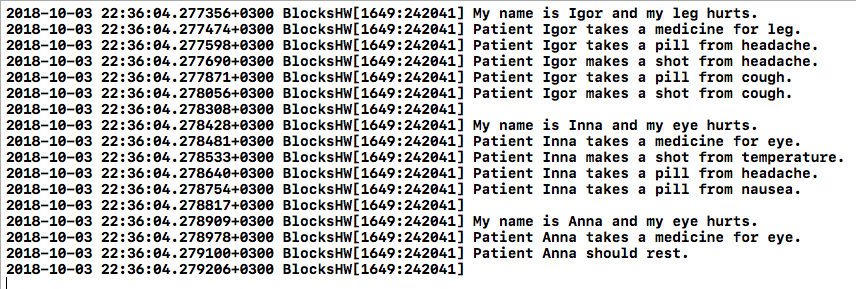 2018-10-03 22:36:04.277356+0300 BlocksHW[1649:242041] My name is Igor and my leg hurts.
2018-10-03 22:36:04.277474+0300 BlocksHW[1649:242041] Patient Igor takes a medicine for leg.
2018-10-03 22:36:04.277598+0300 BlocksHW[1649:242041] Patient Igor takes a pill from headache.
2018-10-03 22:36:04.277690+0300 BlocksHW[1649:242041] Patient Igor makes a shot from headache.
2018-10-03 22:36:04.277871+0300 BlocksHW[1649:242041] Patient Igor takes a pill from cough.
2018-10-03 22:36:04.278056+0300 BlocksHW[1649:242041] Patient Igor makes a shot from cough.
2018-10-03 22:36:04.278308+0300 BlocksHW[1649:242041]
2018-10-03 22:36:04.278428+0300 BlocksHW[1649:242041] My name is Inna and my eye hurts.
2018-10-03 22:36:04.278481+0300 BlocksHW[1649:242041] Patient Inna takes a medicine for eye.
2018-10-03 22:36:04.278533+0300 BlocksHW[1649:242041] Patient Inna makes a shot from temperature.
2018-10-03 22:36:04.278640+0300 BlocksHW[1649:242041] Patient Inna takes a pill from headache.
2018-10-03 22:36:04.278754+0300 BlocksHW[1649:242041] Patient Inna takes a pill from nausea.
2018-10-03 22:36:04.278817+0300 BlocksHW[1649:242041]
2018-10-03 22:36:04.278909+0300 BlocksHW[1649:242041] My name is Anna and my eye hurts.
2018-10-03 22:36:04.278978+0300 BlocksHW[1649:242041] Patient Anna takes a medicine for eye.
2018-10-03 22:36:04.279100+0300 BlocksHW[1649:242041] Patient Anna should rest.
2018-10-03 22:36:04.279206+0300 BlocksHW[1649:242041]